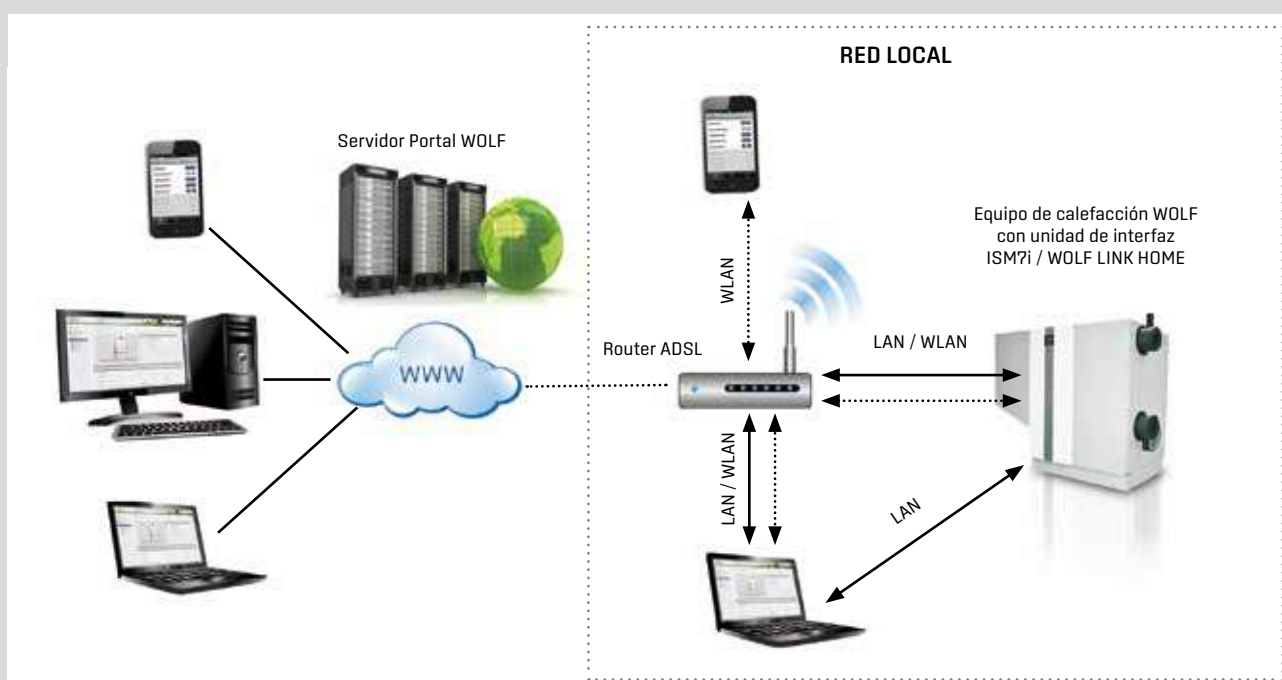 RED LOCAL
Servidor Portal WOLF
Equipo de calefacción WOLF
con unidad de interfaz
ISM7i / WOLF LINK HOME
WLAN
Router ADSL
LAN / WLAN
WWW
LAN / WLAN
LAN